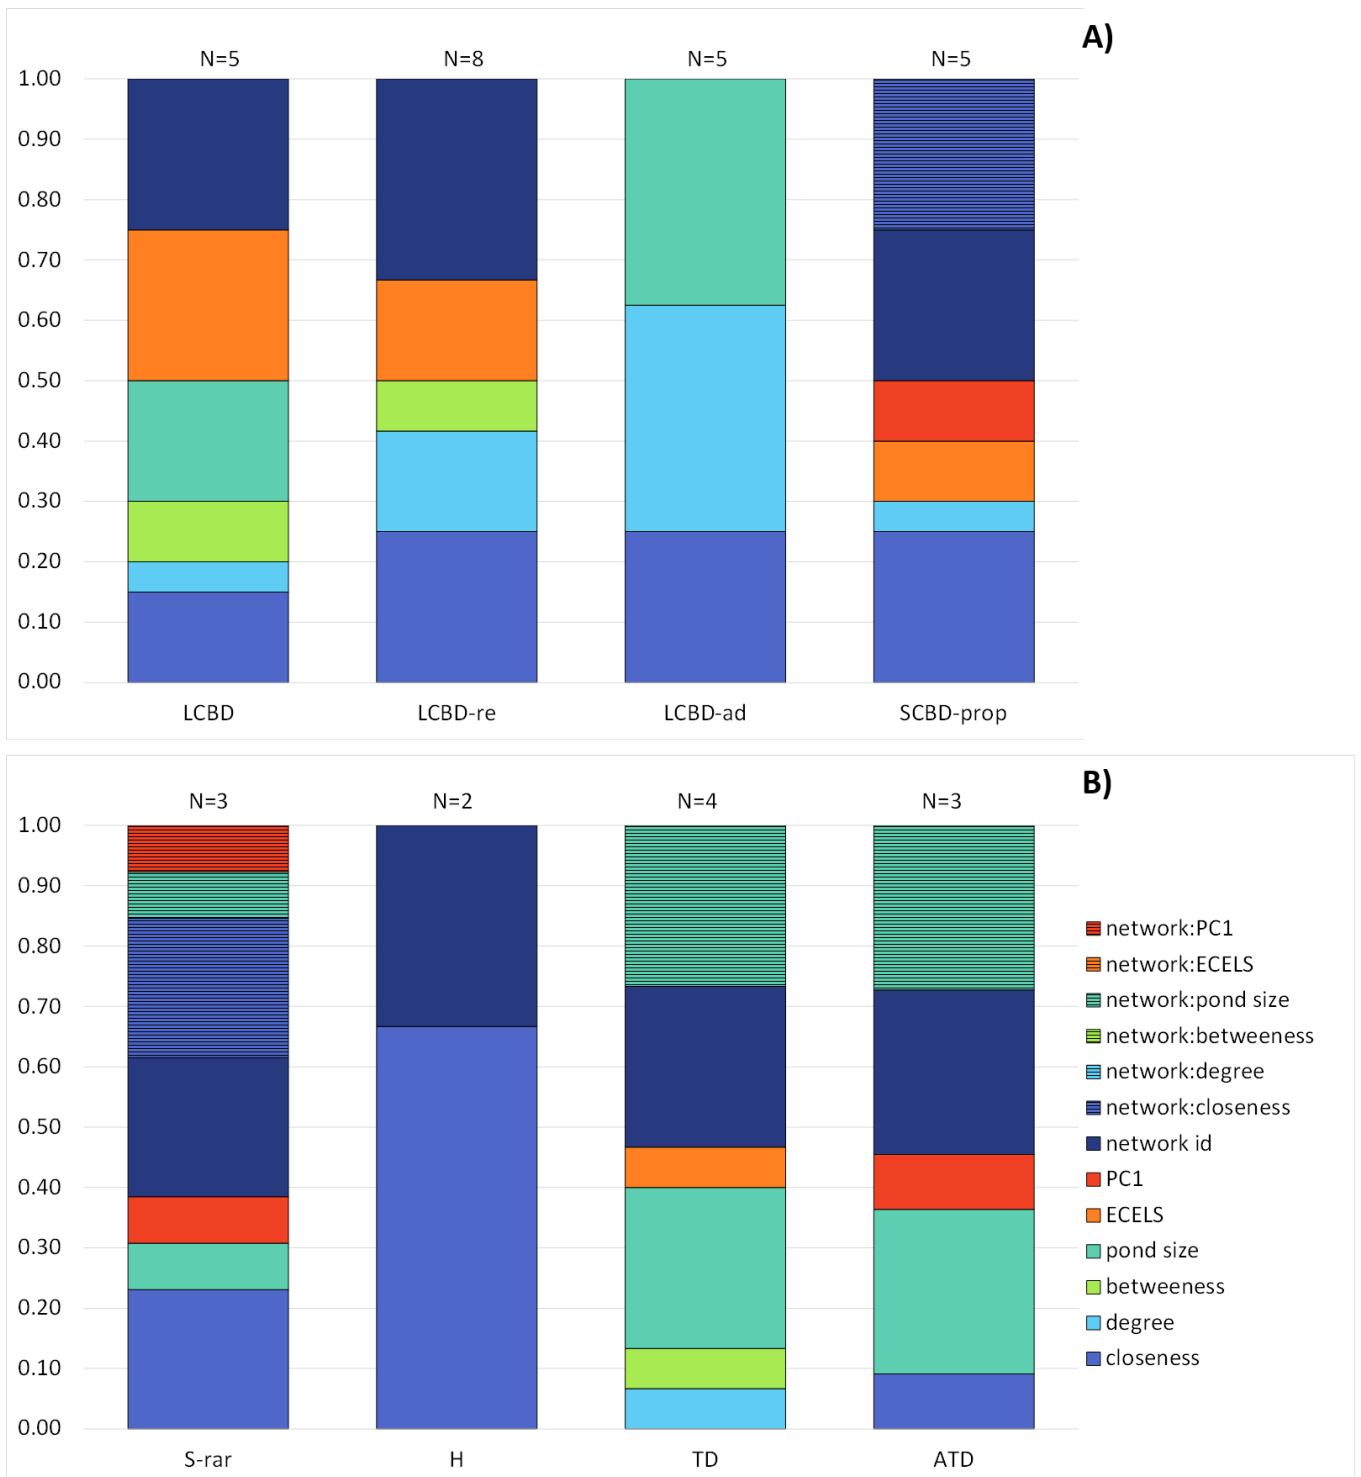 A)
N=5 N=8 N=5 N=5
1.00
0.90
0.80
0.70
0.60
0.50
0.40
0.30
0.20
0.10
0.00
LCBD LCBD-re LCBD-ad SCBD-prop
B)
N=3 N=2 N=4 N=3
1.00
0.90
0.80
0.70
0.60
0.50
0.40
0.30
0.20
0.10
0.00
S-rar H TD ATD
network:PC1
network:ECELS
network:pond size
network:betweeness
network:degree
network:closeness
network id
PC1
ECELS
pond size
betweeness
degree
closeness